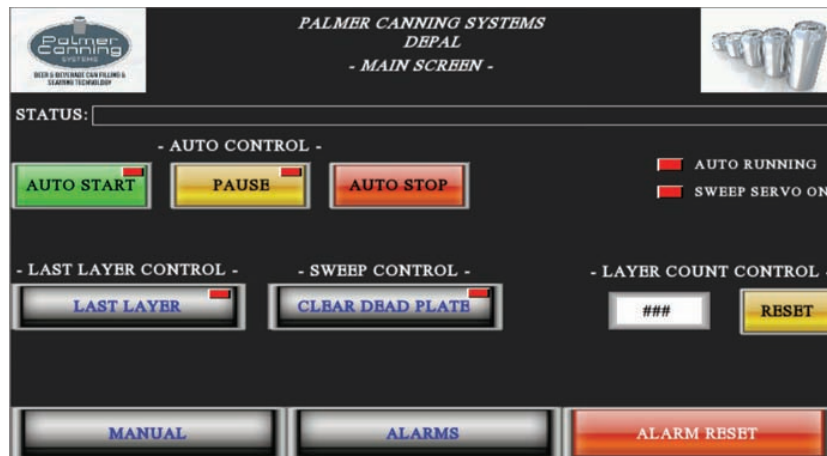 Palmer
Canning
SYSTEMS
BEER & BEVERAGE CAN FILLING &
SEAMING TECHNOLOGY
PALMER CANNING SYSTEMS
DEPAL
- MAIN SCREEN -
STATUS:
- AUTO CONTROL -
AUTO START
PAUSE
AUTO STOP
AUTO RUNNING
SWEEP SERVO ON
- LAST LAYER CONTROL -
- SWEEP CONTROL -
- LAYER COUNT CONTROL -
LAST LAYER
CLEAR DEAD PLATE
###
RESET
MANUAL
ALARMS
ALARM RESET